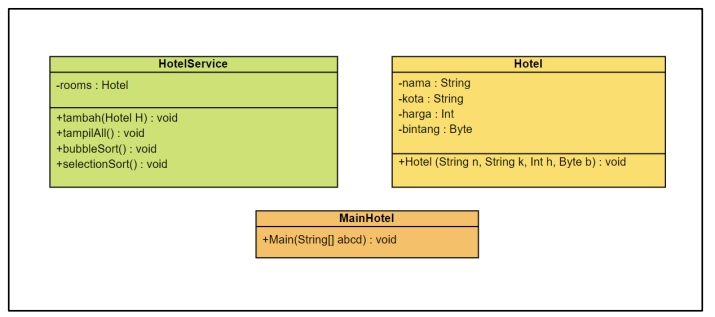 HotelService
-rooms : Hotel
+tambah(Hotel H) : void
+tampilAll() : void
+bubbleSort() : void
+selectionSort() : void
Hotel
-nama : String
-kota : String
-harga : Int
-bintang : Byte
+Hotel (String n, String k, Int h, Byte b) : void
MainHotel
+Main(String[] abcd) : void